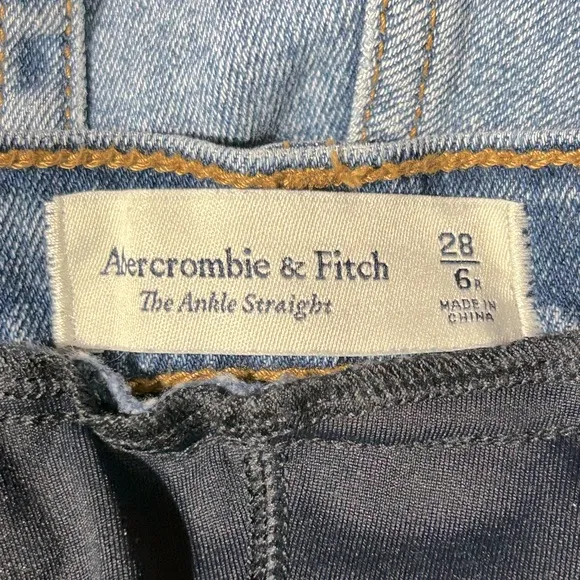 Abercrombie & Fitch
The Ankle Straight
28
6R
MADE IN
CHINA